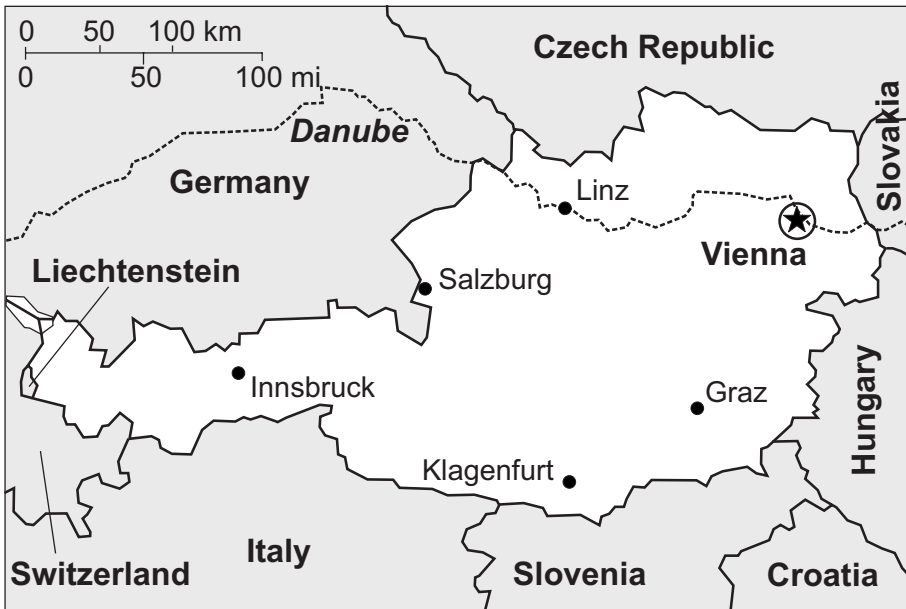 0 50 100 km
0 50 100 mi
Czech Republic
Danube
Germany
Slovakia
Linz
Vienna
Liechtenstein
Salzburg
Innsbruck
Graz
Hungary
Klagenfurt
Italy
Switzerland
Slovenia
Croatia